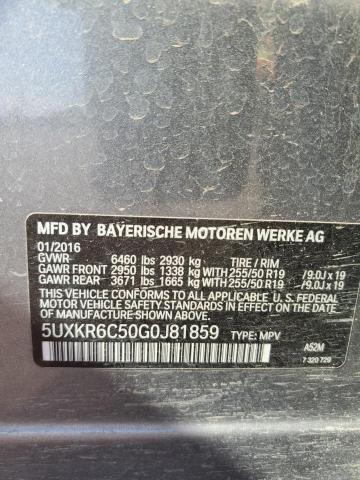 MFD BY BAYERISCHE MOTOREN WERKE AG
01/2016
GVWR 6460 lbs 2930 kg TIRE / RIM
GAWR FRONT 2950 lbs 1338 kg WITH 255/50 R19 /9.0J x 19
GAWR REAR 3671 lbs 1665 kg WITH 255/50 R19 /9.0J x 19
THIS VEHICLE CONFORMS TO ALL APPLICABLE U.S. FEDERAL
MOTOR VEHICLE SAFETY STANDARDS IN EFFECT ON THE DATE
OF MANUFACTURE SHOWN ABOVE.
5UXKR6C50G0J81859 TYPE: MPV
A52M
7 320 729